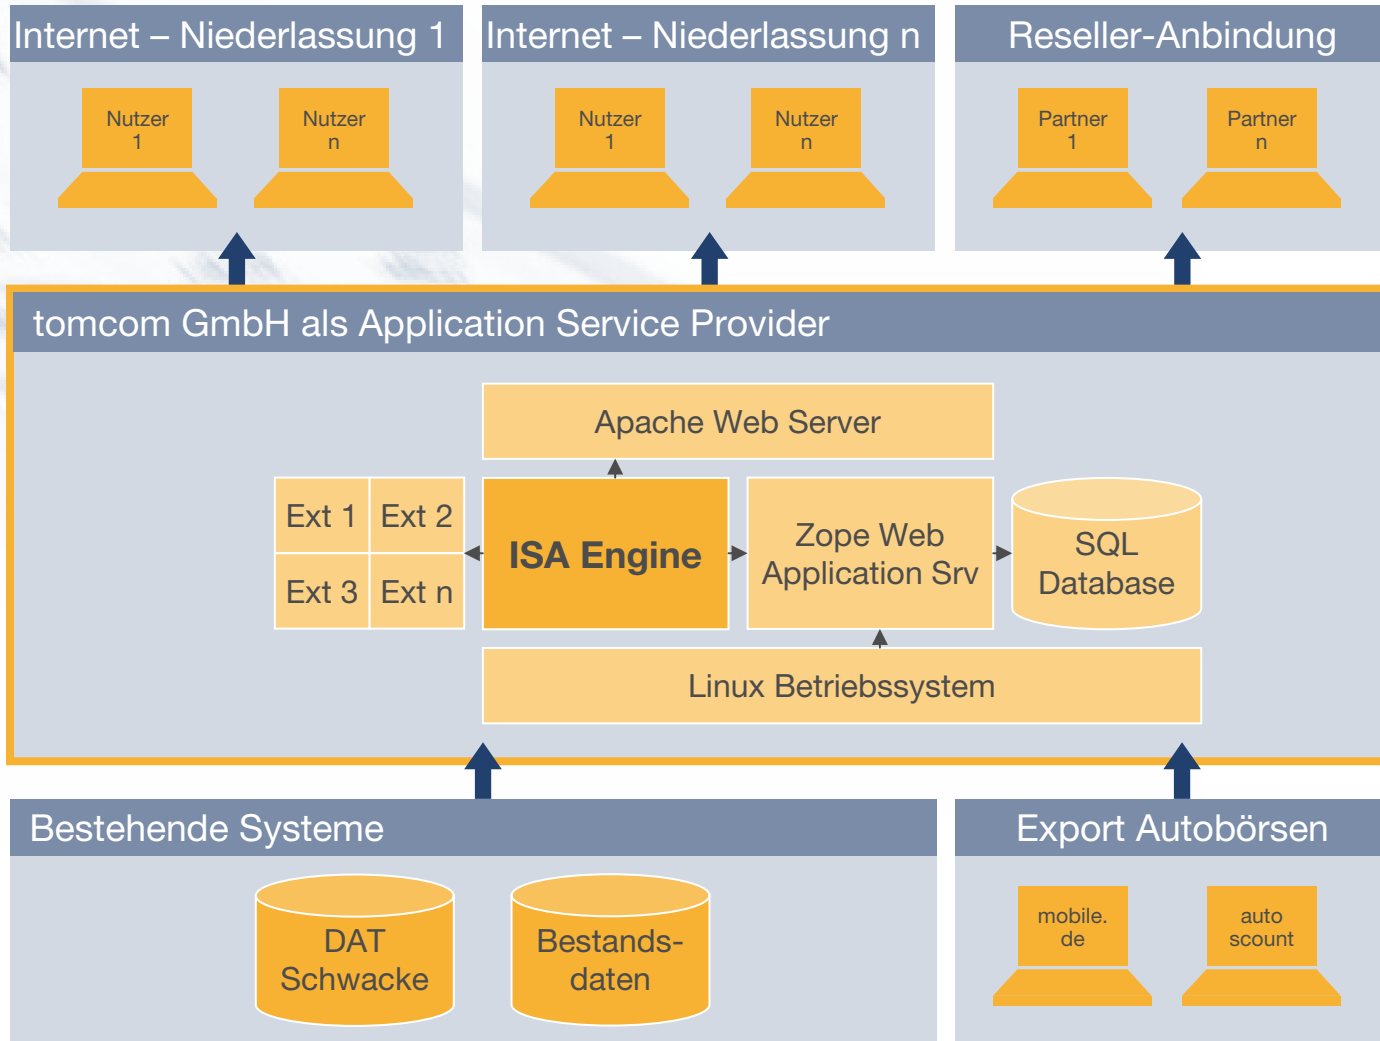 Internet – Niederlassung 1
Internet – Niederlassung n
Reseller-Anbindung
Nutzer
1
Nutzer
n
Nutzer
1
Nutzer
n
Partner
1
Partner
n
tomcom GmbH als Application Service Provider
Apache Web Server
Ext 1
Ext 2
Ext 3
Ext n
ISA Engine
Zope Web
Application Srv
SQL
Database
Linux Betriebssystem
Bestehende Systeme
Export Autobörsen
DAT
Schwacke
Bestands-
daten
mobile.
de
auto
scount